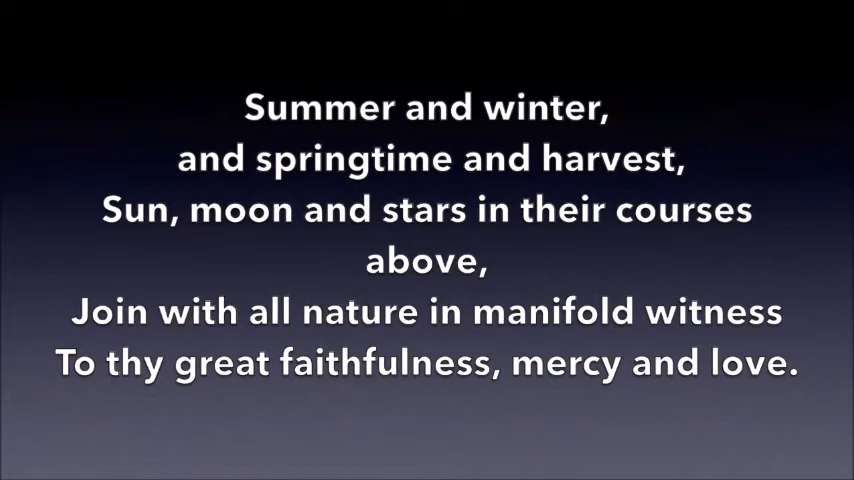 Summer and winter,
and springtime and harvest,
Sun, moon and stars in their courses
above,
Join with all nature in manifold witness
To thy great faithfulness, mercy and love.